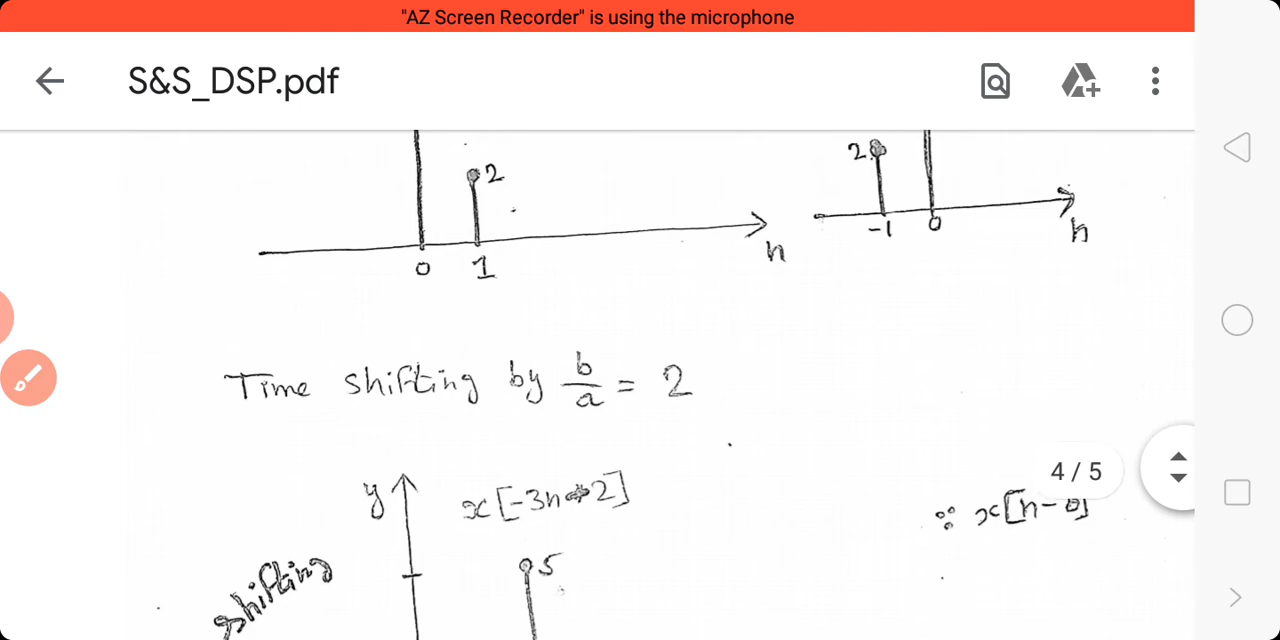 "AZ Screen Recorder" is using the microphone
S&S_DSP.pdf
2
0 1 n
2
-1 0 n
Time shifting by b/a = 2
4 / 5
y x[-3n+2]
∵ x[n-
shifting
5